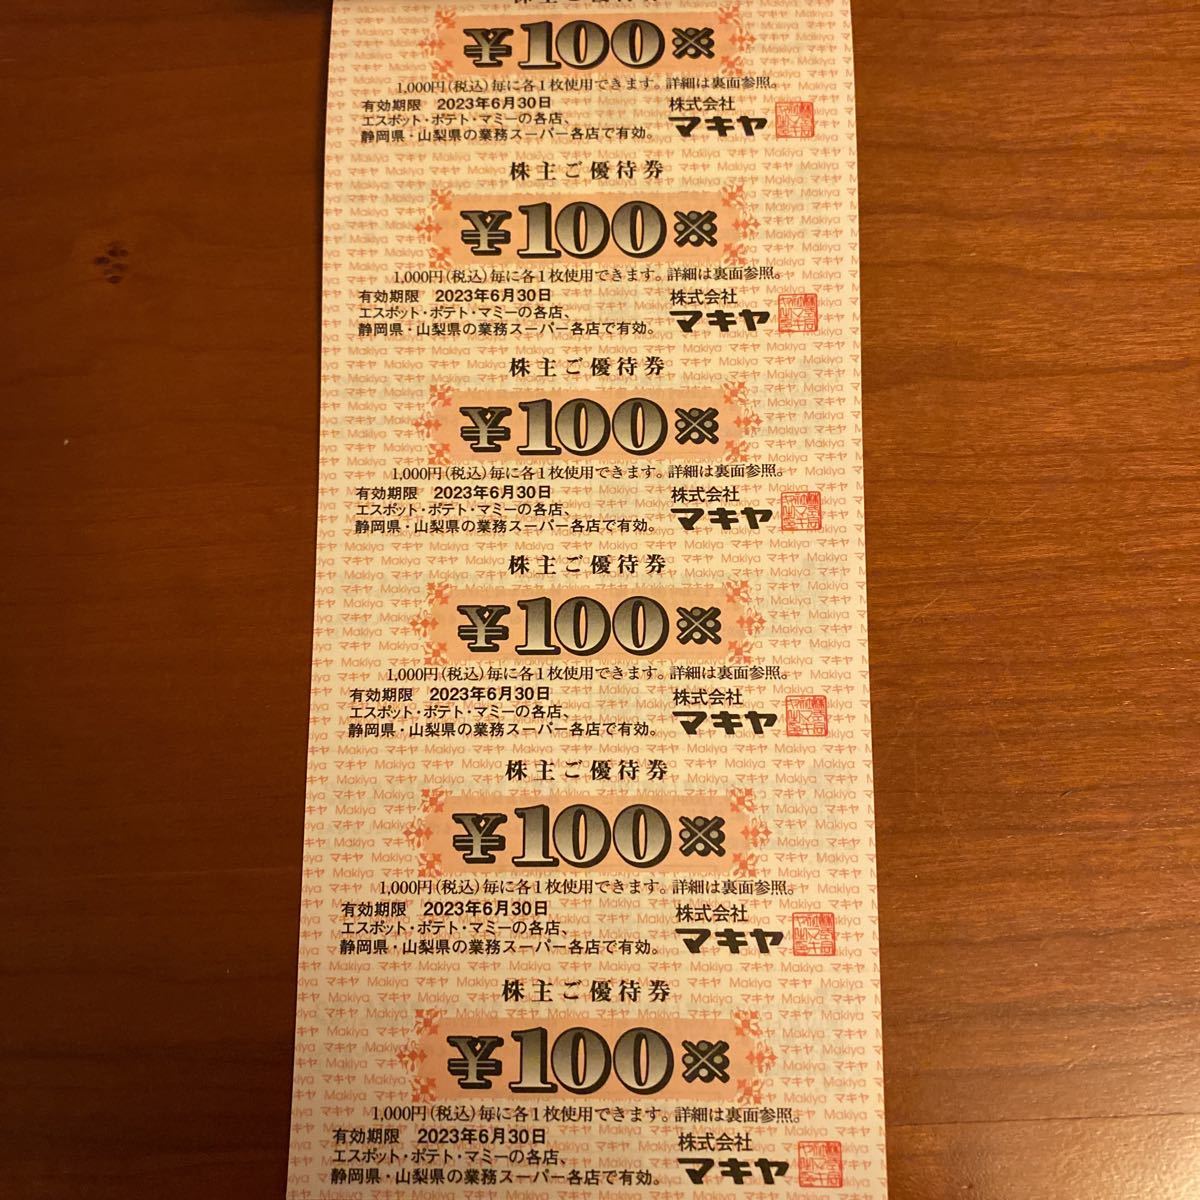 株主ご優待券
¥100※
1,000円(税込)毎に各1枚使用できます。詳細は裏面参照。
有効期限 2023年6月30日
エスポット・ポテト・マミーの各店、
静岡県・山梨県の業務スーパー各店で有効。
株式会社
マキヤ
株主ご優待券
¥100※
1,000円(税込)毎に各1枚使用できます。詳細は裏面参照。
有効期限 2023年6月30日
エスポット・ポテト・マミーの各店、
静岡県・山梨県の業務スーパー各店で有効。
株式会社
マキヤ
株主ご優待券
¥100※
1,000円(税込)毎に各1枚使用できます。詳細は裏面参照。
有効期限 2023年6月30日
エスポット・ポテト・マミーの各店、
静岡県・山梨県の業務スーパー各店で有効。
株式会社
マキヤ
株主ご優待券
¥100※
1,000円(税込)毎に各1枚使用できます。詳細は裏面参照。
有効期限 2023年6月30日
エスポット・ポテト・マミーの各店、
静岡県・山梨県の業務スーパー各店で有効。
株式会社
マキヤ
株主ご優待券
¥100※
1,000円(税込)毎に各1枚使用できます。詳細は裏面参照。
有効期限 2023年6月30日
エスポット・ポテト・マミーの各店、
静岡県・山梨県の業務スーパー各店で有効。
株式会社
マキヤ
株主ご優待券
¥100※
1,000円(税込)毎に各1枚使用できます。詳細は裏面参照。
有効期限 2023年6月30日
エスポット・ポテト・マミーの各店、
静岡県・山梨県の業務スーパー各店で有効。
株式会社
マキヤ